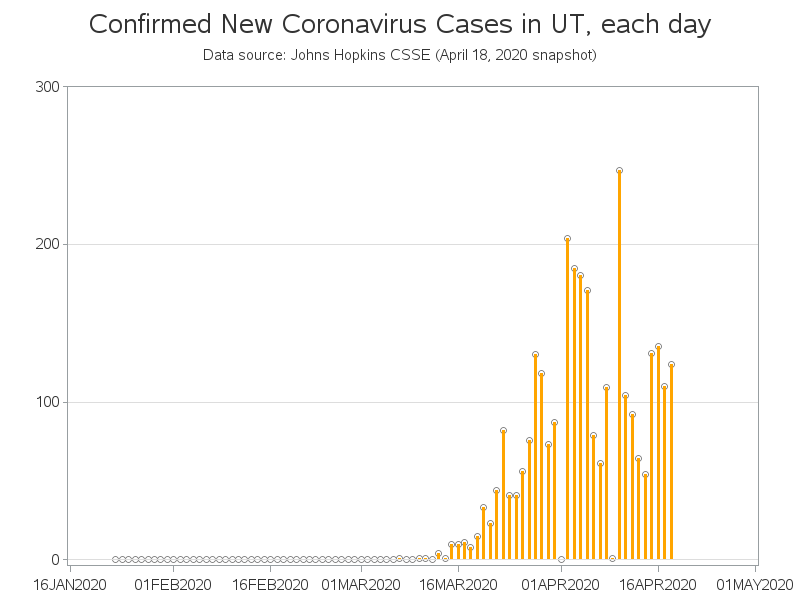 Confirmed New Coronavirus Cases in UT, each day
Data source: Johns Hopkins CSSE (April 18, 2020 snapshot)
300
200
100
0
16JAN2020 01FEB2020 16FEB2020 01MAR2020 16MAR2020 01APR2020 16APR2020 01MAY2020